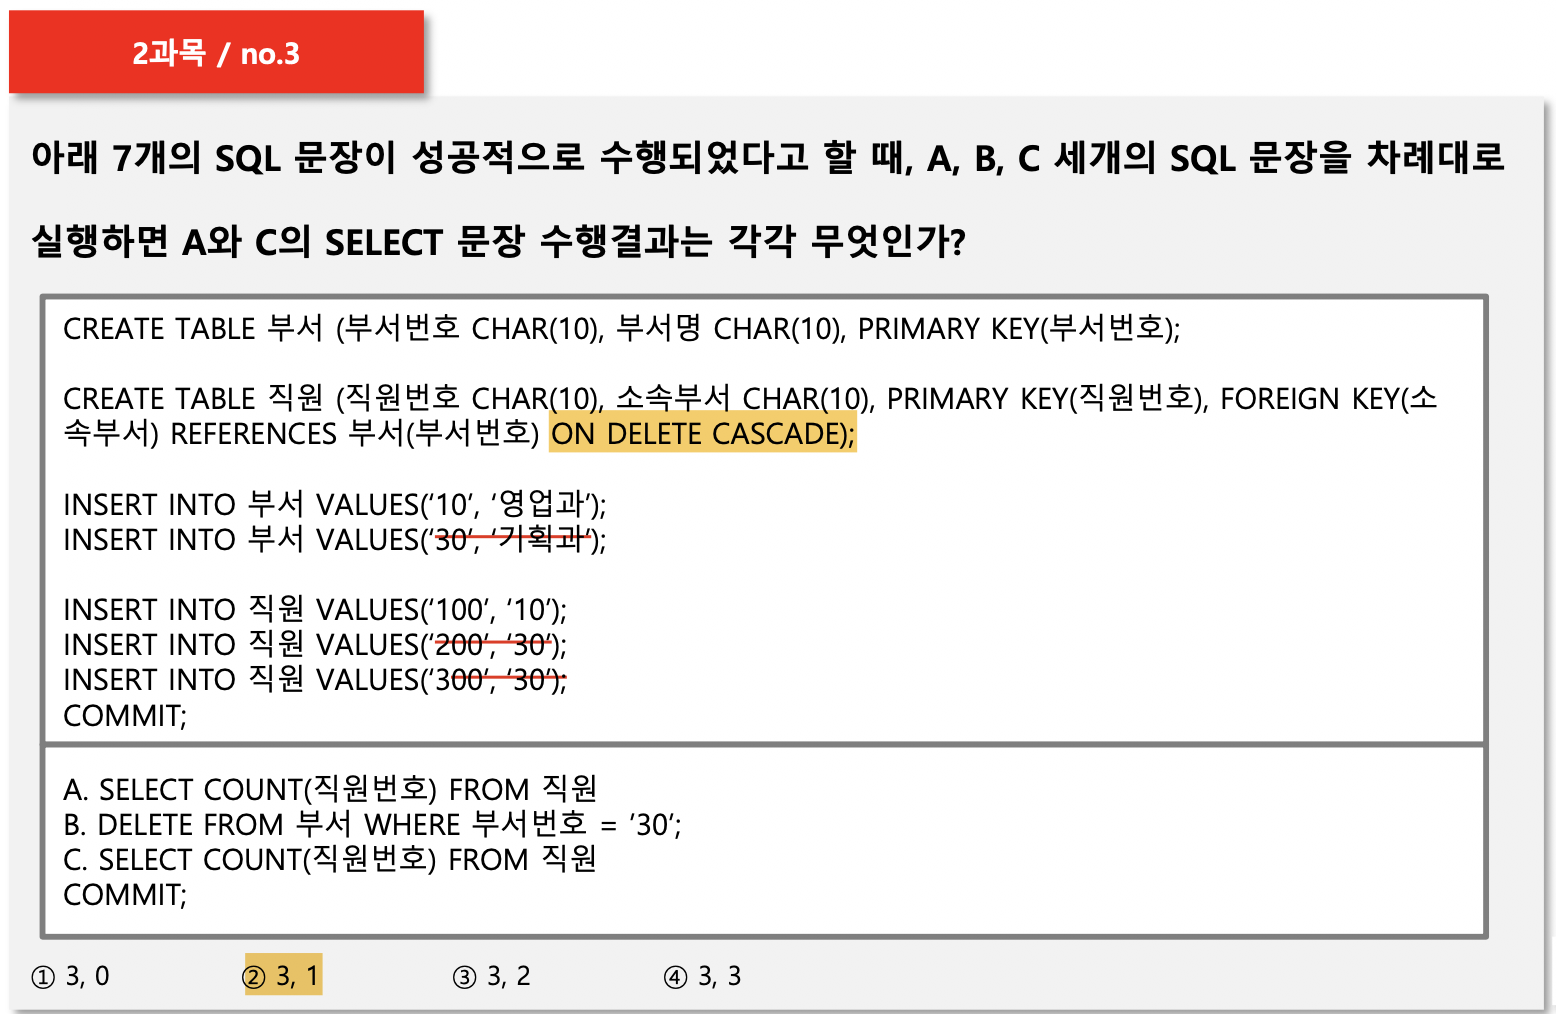 2과목 / no.3
아래 7개의 SQL 문장이 성공적으로 수행되었다고 할 때, A, B, C 세개의 SQL 문장을 차례대로
실행하면 A와 C의 SELECT 문장 수행결과는 각각 무엇인가?
CREATE TABLE 부서 (부서번호 CHAR(10), 부서명 CHAR(10), PRIMARY KEY(부서번호);
CREATE TABLE 직원 (직원번호 CHAR(10), 소속부서 CHAR(10), PRIMARY KEY(직원번호), FOREIGN KEY(소
속부서) REFERENCES 부서(부서번호) ON DELETE CASCADE);
INSERT INTO 부서 VALUES(‘10’, ‘영업과’);
INSERT INTO 부서 VALUES(‘30’, ‘기획과’);
INSERT INTO 직원 VALUES(‘100’, ‘10’);
INSERT INTO 직원 VALUES(‘200’, ‘30’);
INSERT INTO 직원 VALUES(‘300’, ‘30’);
COMMIT;
A. SELECT COUNT(직원번호) FROM 직원
B. DELETE FROM 부서 WHERE 부서번호 = ’30’;
C. SELECT COUNT(직원번호) FROM 직원
COMMIT;
① 3, 0 ② 3, 1 ③ 3, 2 ④ 3, 3